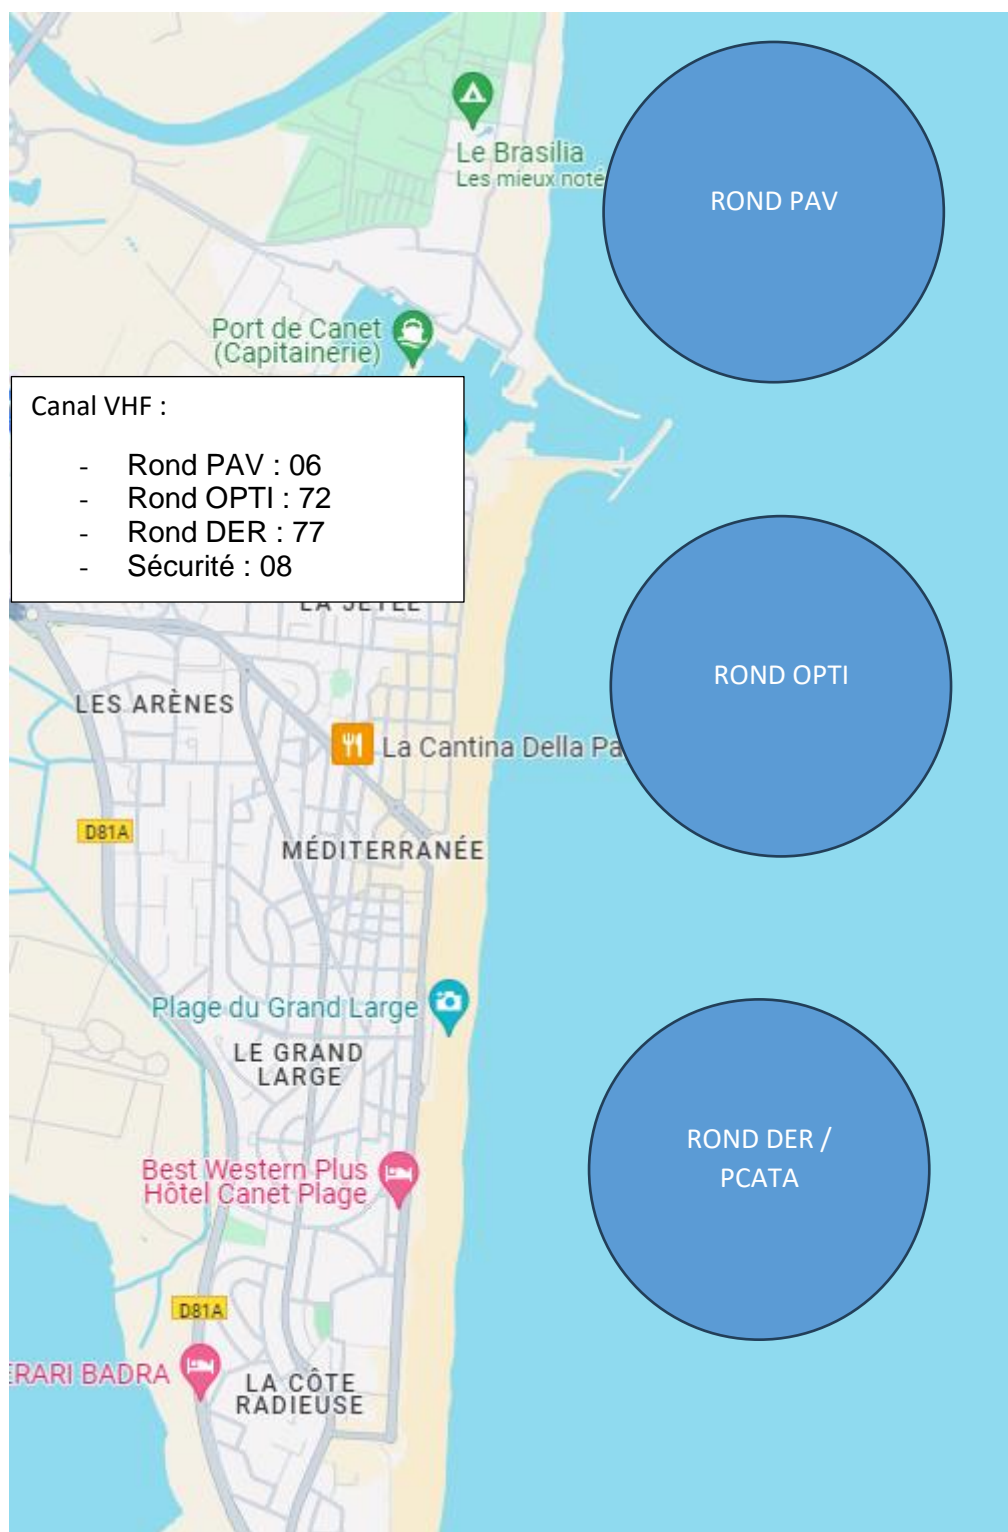 Le Brasilia
Les mieux noté
ROND PAV
Port de Canet
(Capitainerie)
Canal VHF :
- Rond PAV : 06
- Rond OPTI : 72
- Rond DER : 77
- Sécurité : 08
LA JETÉE
ROND OPTI
LES ARÈNES
La Cantina Della Pa
D81A
MÉDITERRANÉE
Plage du Grand Large
LE GRAND
LARGE
ROND DER /
PCATA
Best Western Plus
Hôtel Canet Plage
D81A
ERARI BADRA
LA CÔTE
RADIEUSE